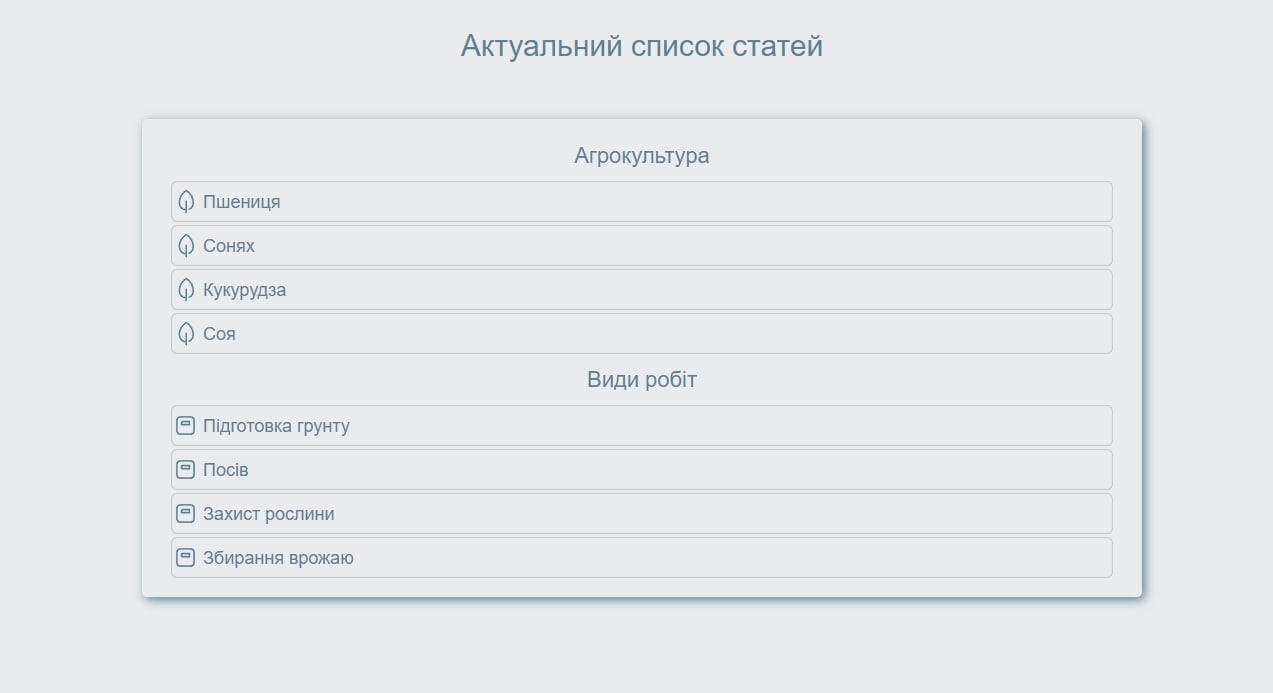 Актуальний список статей
Агрокультура
Пшениця
Сонях
Кукурудза
Соя
Види робіт
Підготовка грунту
Посів
Захист рослини
Збирання врожаю